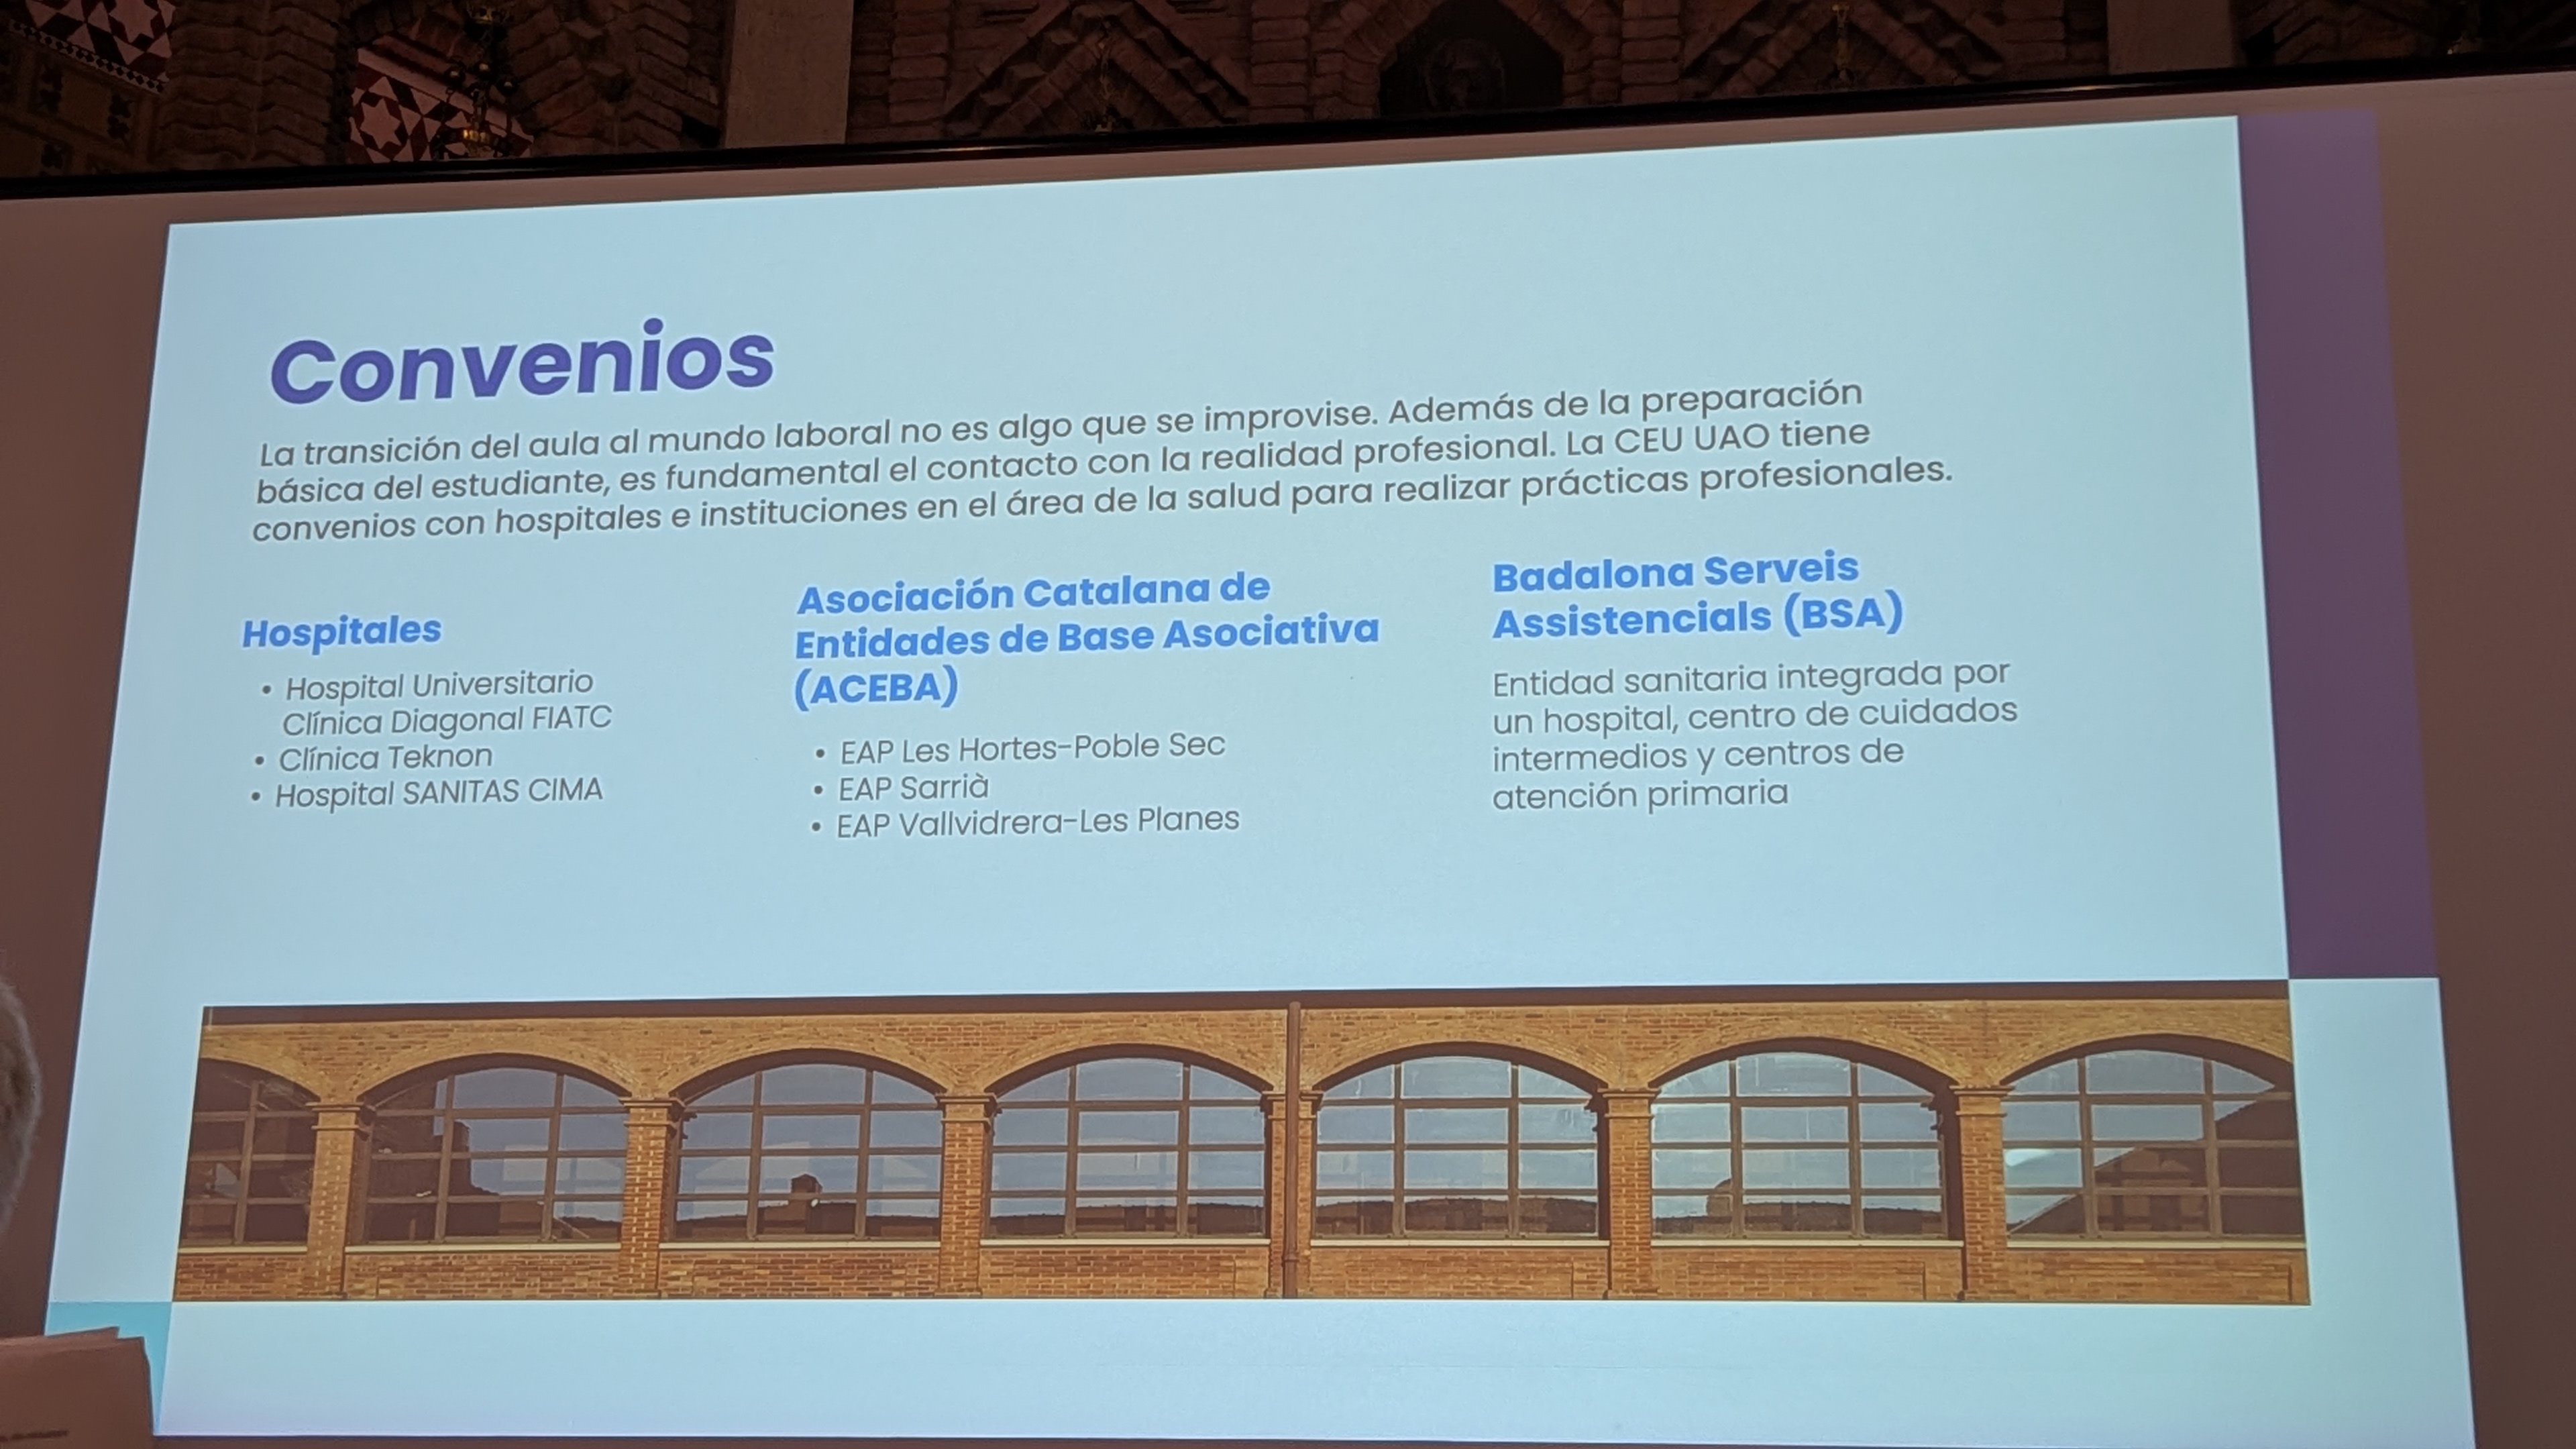 Convenios
La transición del aula al mundo laboral no es algo que se improvise. Además de la preparación
básica del estudiante, es fundamental el contacto con la realidad profesional. La CEU UAO tiene
convenios con hospitales e instituciones en el área de la salud para realizar prácticas profesionales.
Hospitales
• Hospital Universitario
Clínica Diagonal FIATC
• Clínica Teknon
• Hospital SANITAS CIMA
Asociación Catalana de
Entidades de Base Asociativa
(ACEBA)
• EAP Les Hortes-Poble Sec
• EAP Sarrià
• EAP Vallvidrera-Les Planes
Badalona Serveis
Assistencials (BSA)
Entidad sanitaria integrada por
un hospital, centro de cuidados
intermedios y centros de
atención primaria